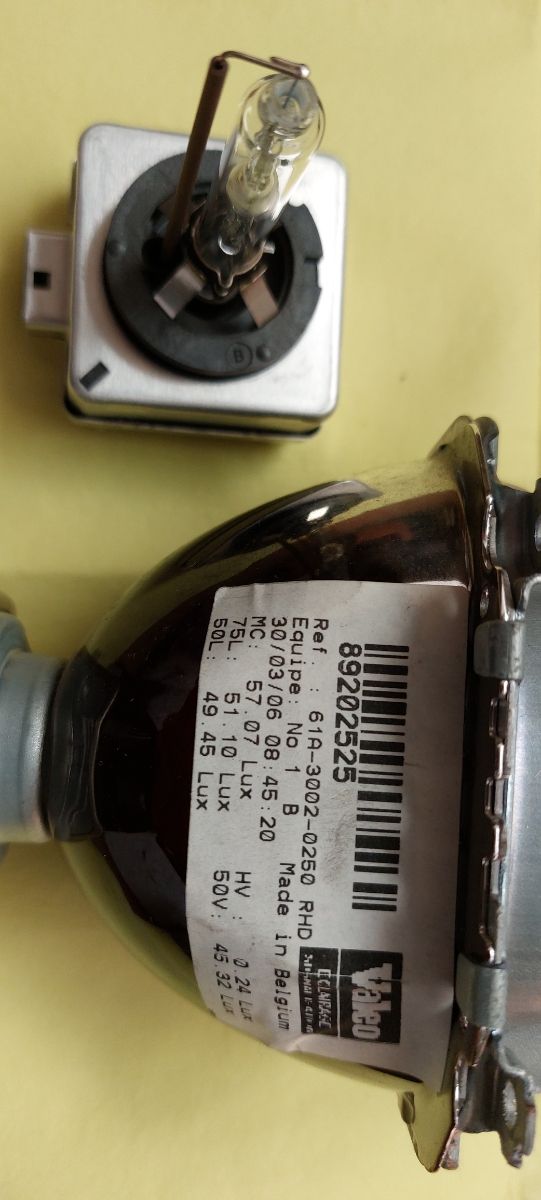 B
89202525
Ref. : 61A-3002-0250 RHD
Equipe: No 1 B Made in Belgium
30/03/06 08:45:20
MC: 57.07 Lux HV : 0.24 Lux
75L: 51.10 Lux 50V: 45.32 Lux
50L: 49.45 Lux
Valeo
ECLAIRAGE